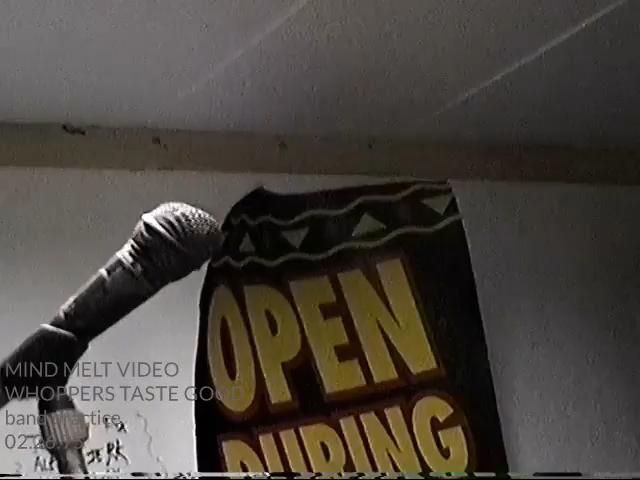 OPEN
DURING
MIND MELT VIDEO
WHOPPERS TASTE GOOD
band practice